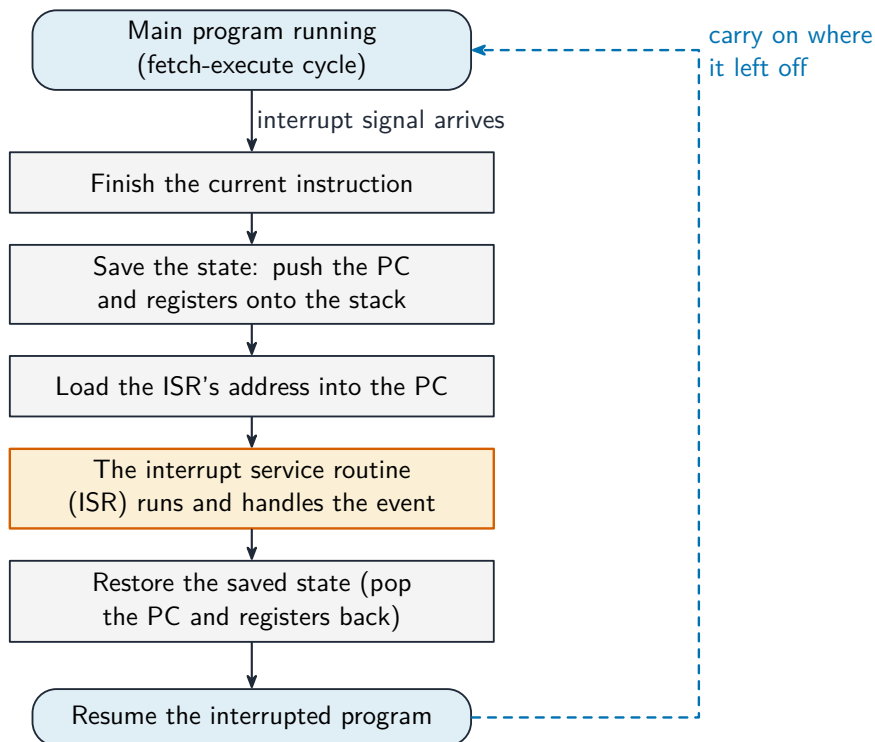 Main program running
(fetch-execute cycle)
carry on where
it left off
interrupt signal arrives
Finish the current instruction
Save the state: push the PC
and registers onto the stack
Load the ISR's address into the PC
The interrupt service routine
(ISR) runs and handles the event
Restore the saved state (pop
the PC and registers back)
Resume the interrupted program